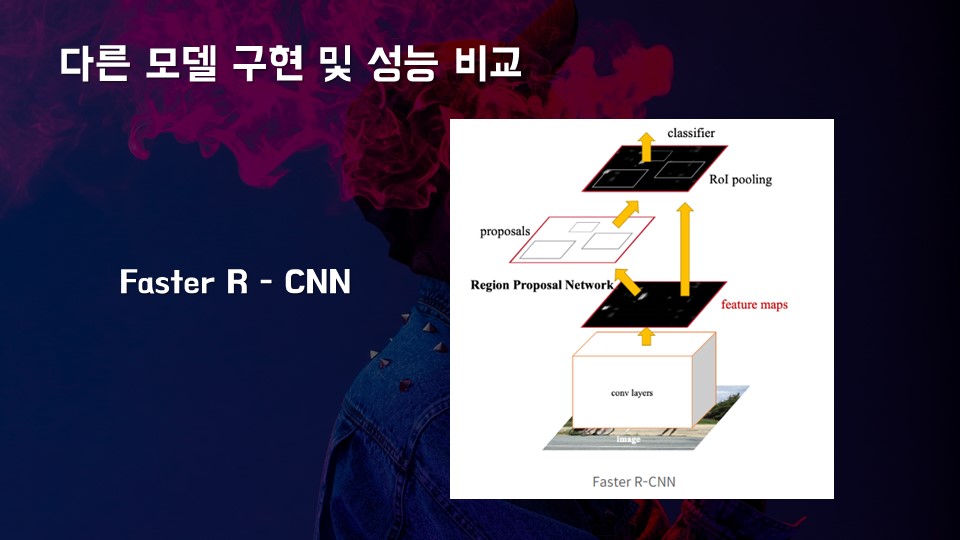 다른 모델 구현 및 성능 비교
Faster R - CNN
classifier
RoI pooling
proposals
Region Proposal Network
feature maps
conv layers
image
Faster R-CNN